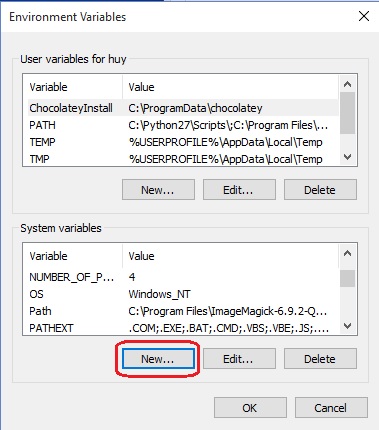 Environment Variables
User variables for huy
Variable Value
ChocolateyInstall C:\ProgramData\chocolatey
PATH C:\Python27\Scripts\;C:\Program Files\...
TEMP %USERPROFILE%\AppData\Local\Temp
TMP %USERPROFILE%\AppData\Local\Temp
New... Edit... Delete
System variables
Variable Value
NUMBER_OF_P... 4
OS Windows_NT
Path C:\Program Files\ImageMagick-6.9.2-Q...
PATHEXT .COM;.EXE;.BAT;.CMD;.VBS;.VBE;.JS;....
New... Edit... Delete
OK Cancel